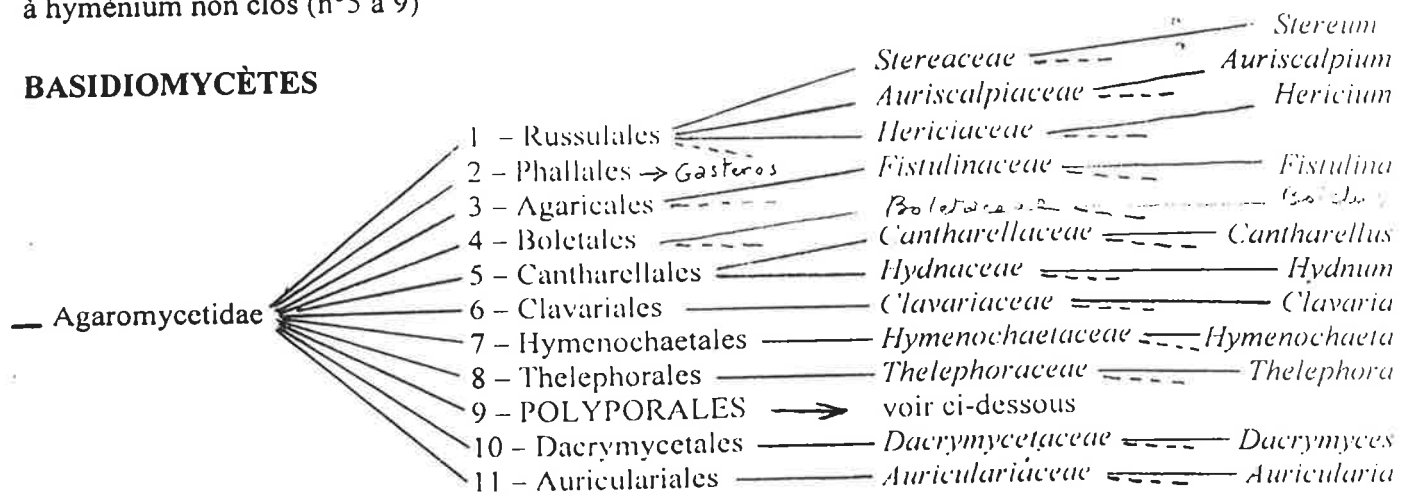 à hyménium non clos (n°5 à 9)
BASIDIOMYCÈTES
Stereaceae Stereum
Auriscalpiaceae Auriscalpium
1 – Russulales Hericiaceae Hericium
2 – Phallales → Gasteros Fistulinaceae Fistulina
3 – Agaricales
4 – Boletales Cantharellaceae Cantharellus
5 – Cantharellales Hydnaceae Hydnum
— Agaromycetidae 6 – Clavariales Clavariaceae Clavaria
7 – Hymenochaetales Hymenochaetaceae Hymenochaeta
8 – Thelephorales Thelephoraceae Thelephora
9 – POLYPORALES → voir ci-dessous
10 – Dacrymycetales Dacrymycetaceae Dacrymyces
11 – Auriculariales Auriculariaceae Auricularia